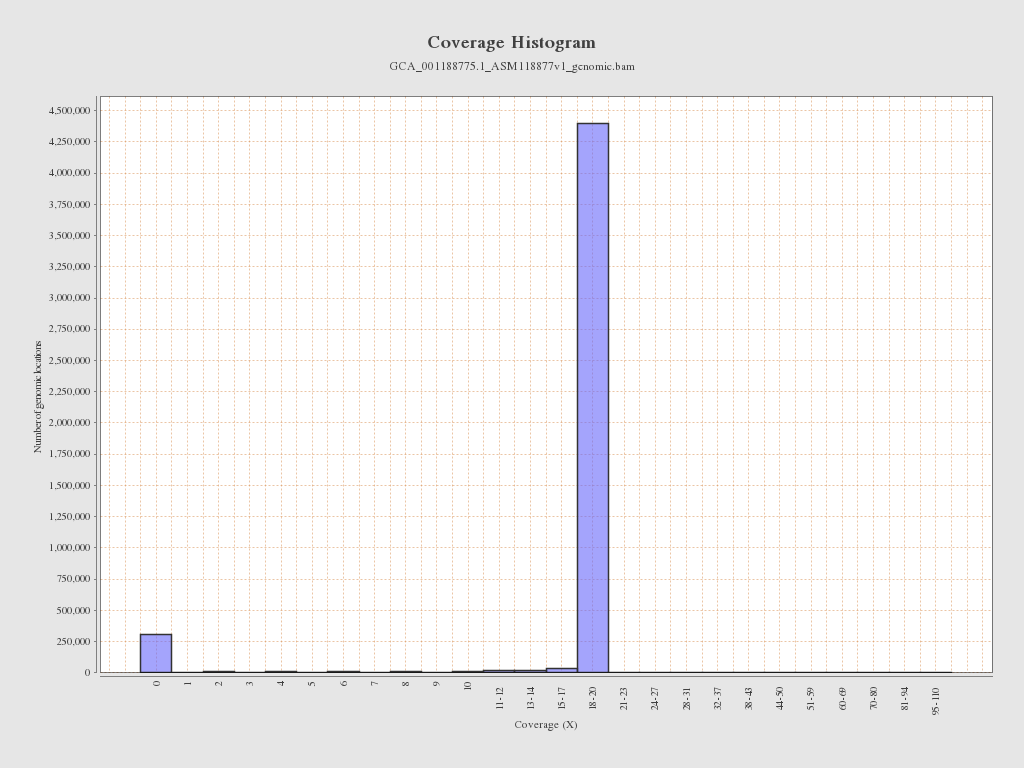 Coverage Histogram
GCA_001188775.1_ASM118877v1_genomic.bam
Number of genomic locations
4,500,000
4,250,000
4,000,000
3,750,000
3,500,000
3,250,000
3,000,000
2,750,000
2,500,000
2,250,000
2,000,000
1,750,000
1,500,000
1,250,000
1,000,000
750,000
500,000
250,000
0
0
1
2
3
4
5
6
7
8
9
10
11 - 12
13 - 14
15 - 17
18 - 20
21 - 23
24 - 27
28 - 31
32 - 37
38 - 43
44 - 50
51 - 59
60 - 69
70 - 80
81 - 94
95 - 110
Coverage (X)